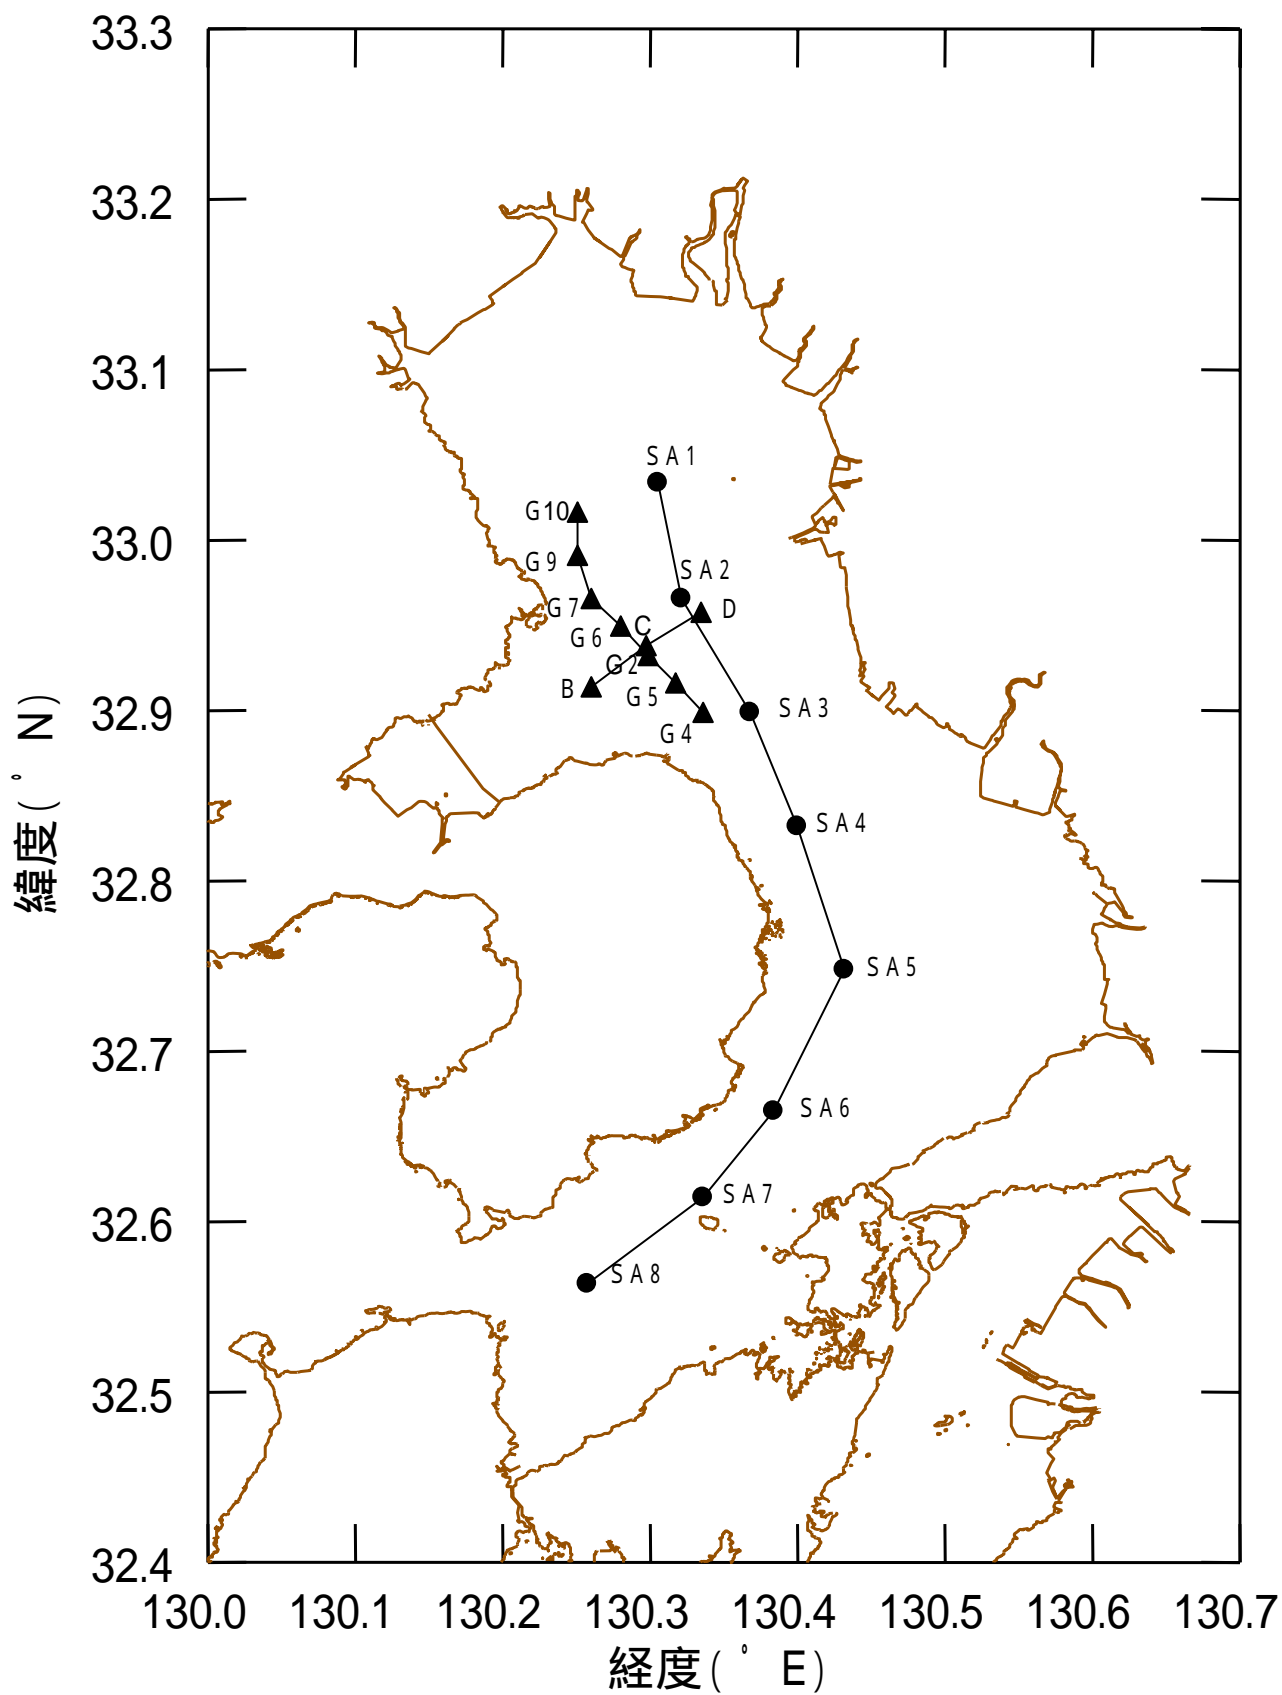 33.3
33.2
33.1
33.0
32.9
32.8
32.7
32.6
32.5
32.4
緯度(° N)
SA1
G10
G9
SA2
G7
D
C
G6
G2
B
G5
SA3
G4
SA4
SA5
SA6
SA7
SA8
130.0 130.1 130.2 130.3 130.4 130.5 130.6 130.7
経度(° E)